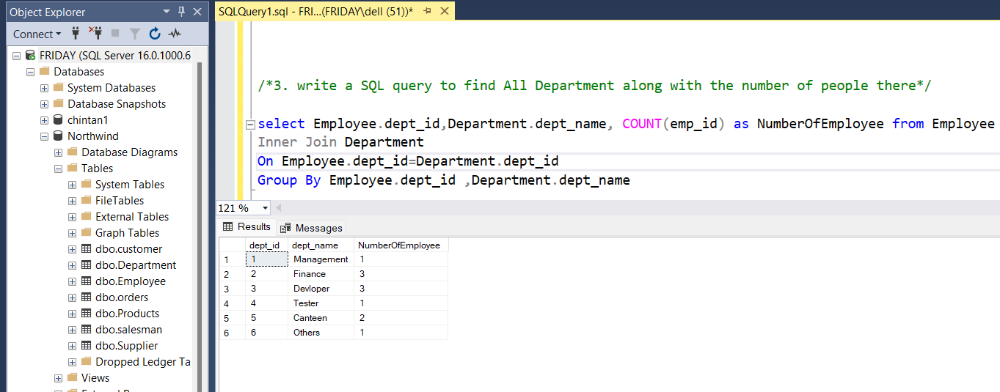 Object Explorer
Connect
FRIDAY (SQL Server 16.0.1000.6
Databases
System Databases
Database Snapshots
chintan1
Northwind
Database Diagrams
Tables
System Tables
FileTables
External Tables
Graph Tables
dbo.customer
dbo.Department
dbo.Employee
dbo.orders
dbo.Products
dbo.salesman
dbo.Supplier
Dropped Ledger Ta
Views
SQLQuery1.sql - FRI...(FRIDAY\dell (51))*
/*3. write a SQL query to find All Department along with the number of people there*/
select Employee.dept_id,Department.dept_name, COUNT(emp_id) as NumberOfEmployee from Employee
Inner Join Department
On Employee.dept_id=Department.dept_id
Group By Employee.dept_id ,Department.dept_name
121 %
Results Messages
dept_id dept_name NumberOfEmployee
1 1 Management 1
2 2 Finance 3
3 3 Devloper 3
4 4 Tester 1
5 5 Canteen 2
6 6 Others 1